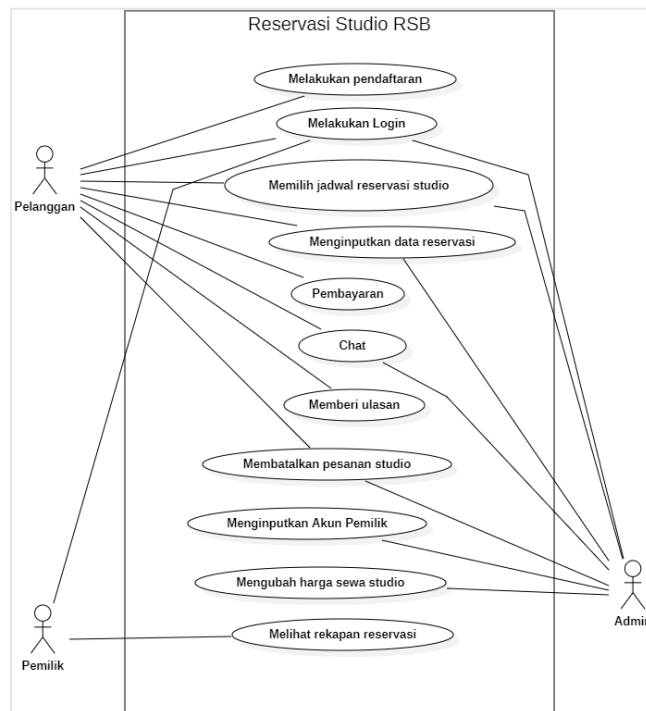 Reservasi Studio RSB
Melakukan pendaftaran
Melakukan Login
Memilih jadwal reservasi studio
Pelanggan
Menginputkan data reservasi
Pembayaran
Chat
Memberi ulasan
Membatalkan pesanan studio
Menginputkan Akun Pemilik
Mengubah harga sewa studio
Admin
Melihat rekapan reservasi
Pemilik